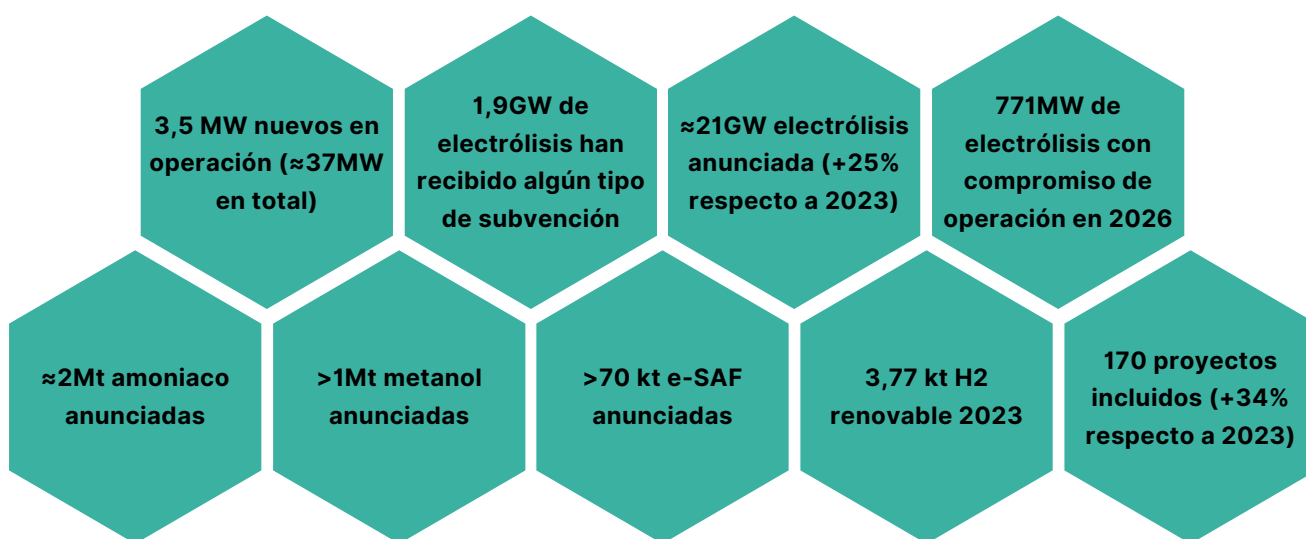 3,5 MW nuevos en
operación (≈37MW
en total)
1,9GW de
electrólisis han
recibido algún tipo
de subvención
≈21GW electrólisis
anunciada (+25%
respecto a 2023)
771MW de
electrólisis con
compromiso de
operación en 2026
≈2Mt amoniaco
anunciadas
>1Mt metanol
anunciadas
>70 kt e-SAF
anunciadas
3,77 kt H2
renovable 2023
170 proyectos
incluidos (+34%
respecto a 2023)